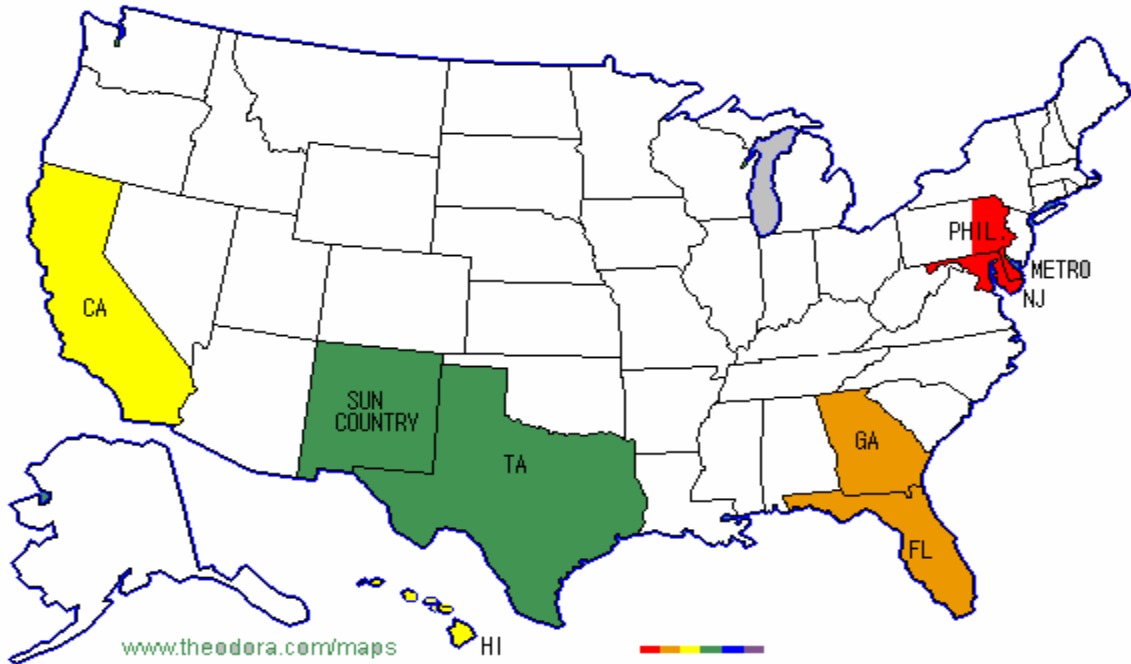 PHIL.
METRO
NJ
CA
SUN
COUNTRY
TA
GA
FL
HI
www.theodora.com/maps